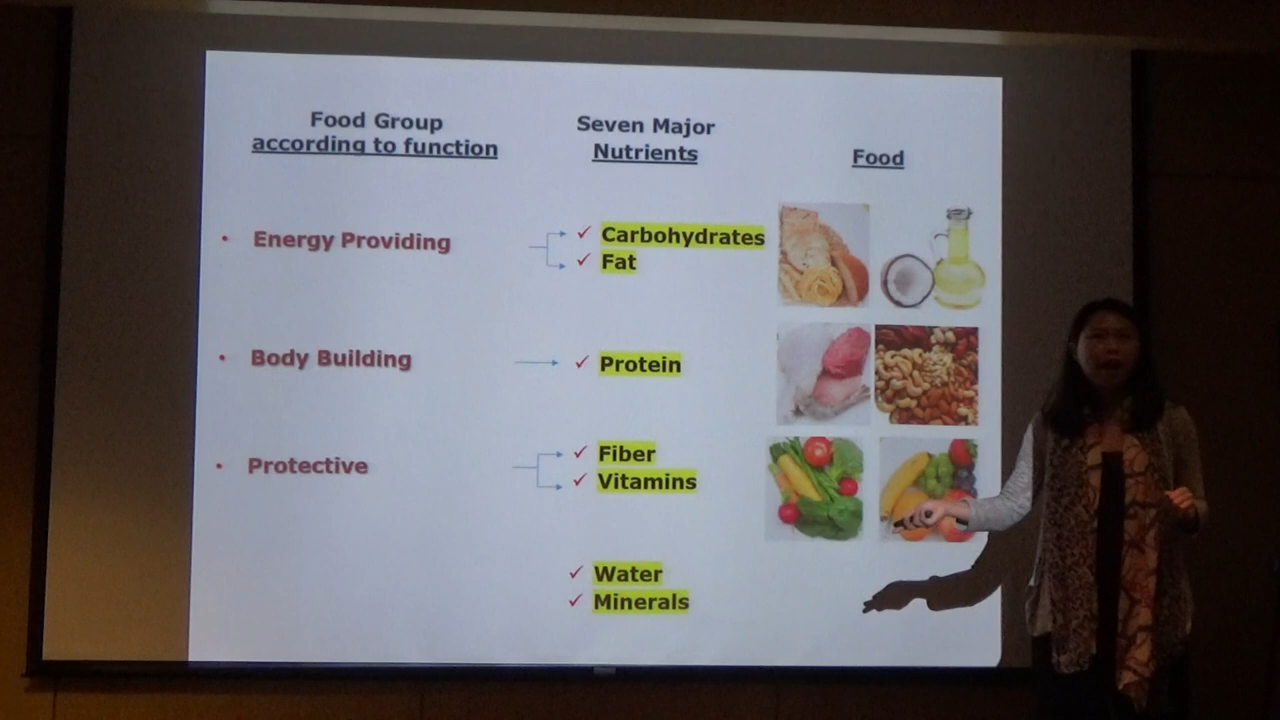 Food Group
according to function
Seven Major
Nutrients
Food
• Energy Providing
✓ Carbohydrates
✓ Fat
• Body Building
✓ Protein
• Protective
✓ Fiber
✓ Vitamins
✓ Water
✓ Minerals